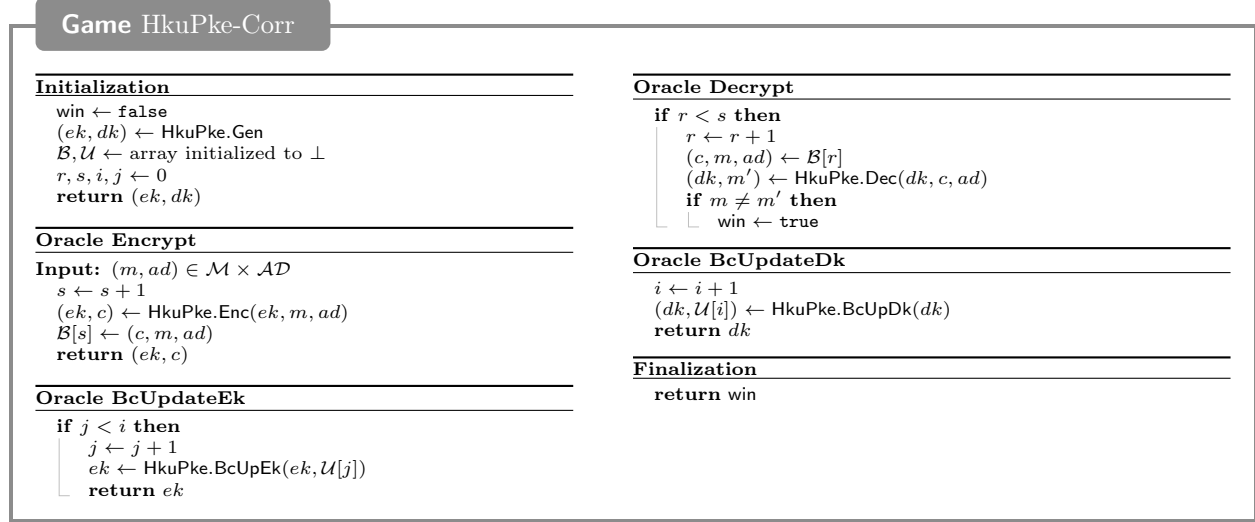 Game HkuPke-Corr
Initialization
win ← false
(ek, dk) ← HkuPke.Gen
ℬ, 𝒰 ← array initialized to ⊥
r, s, i, j ← 0
return (ek, dk)
Oracle Encrypt
Input: (m, ad) ∈ ℳ × 𝒜𝒟
s ← s + 1
(ek, c) ← HkuPke.Enc(ek, m, ad)
ℬ[s] ← (c, m, ad)
return (ek, c)
Oracle BcUpdateEk
if j < i then
j ← j + 1
ek ← HkuPke.BcUpEk(ek, 𝒰[j])
return ek
Oracle Decrypt
if r < s then
r ← r + 1
(c, m, ad) ← ℬ[r]
(dk, m′) ← HkuPke.Dec(dk, c, ad)
if m ≠ m′ then
win ← true
Oracle BcUpdateDk
i ← i + 1
(dk, 𝒰[i]) ← HkuPke.BcUpDk(dk)
return dk
Finalization
return win